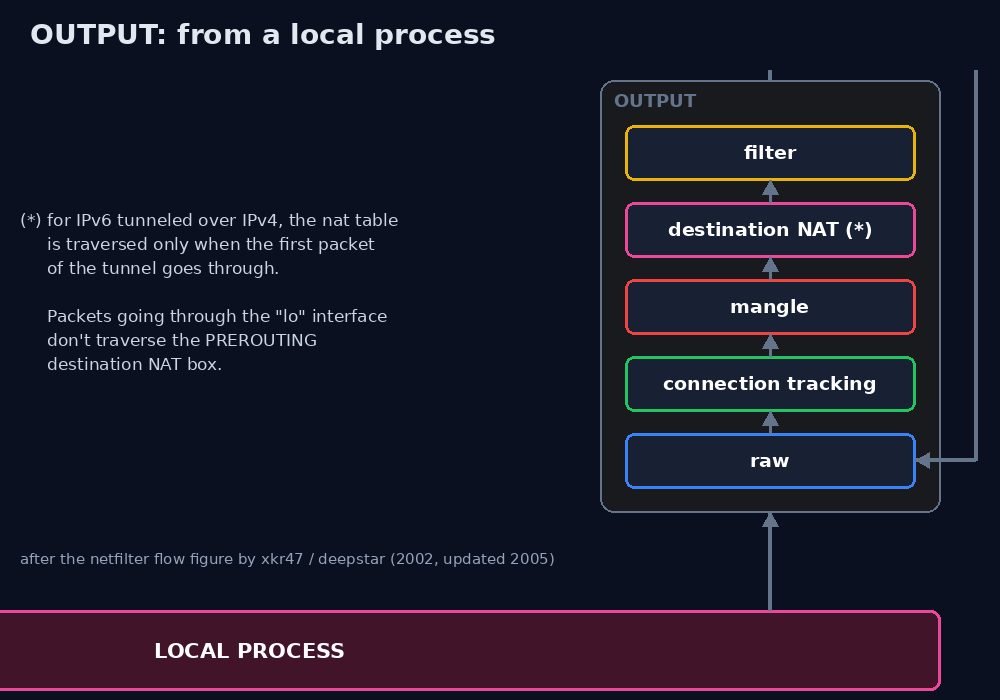 OUTPUT: from a local process
OUTPUT
filter
destination NAT (*)
mangle
connection tracking
raw
(*) for IPv6 tunneled over IPv4, the nat table
is traversed only when the first packet
of the tunnel goes through.
Packets going through the "lo" interface
don't traverse the PREROUTING
destination NAT box.
after the netfilter flow figure by xkr47 / deepstar (2002, updated 2005)
LOCAL PROCESS